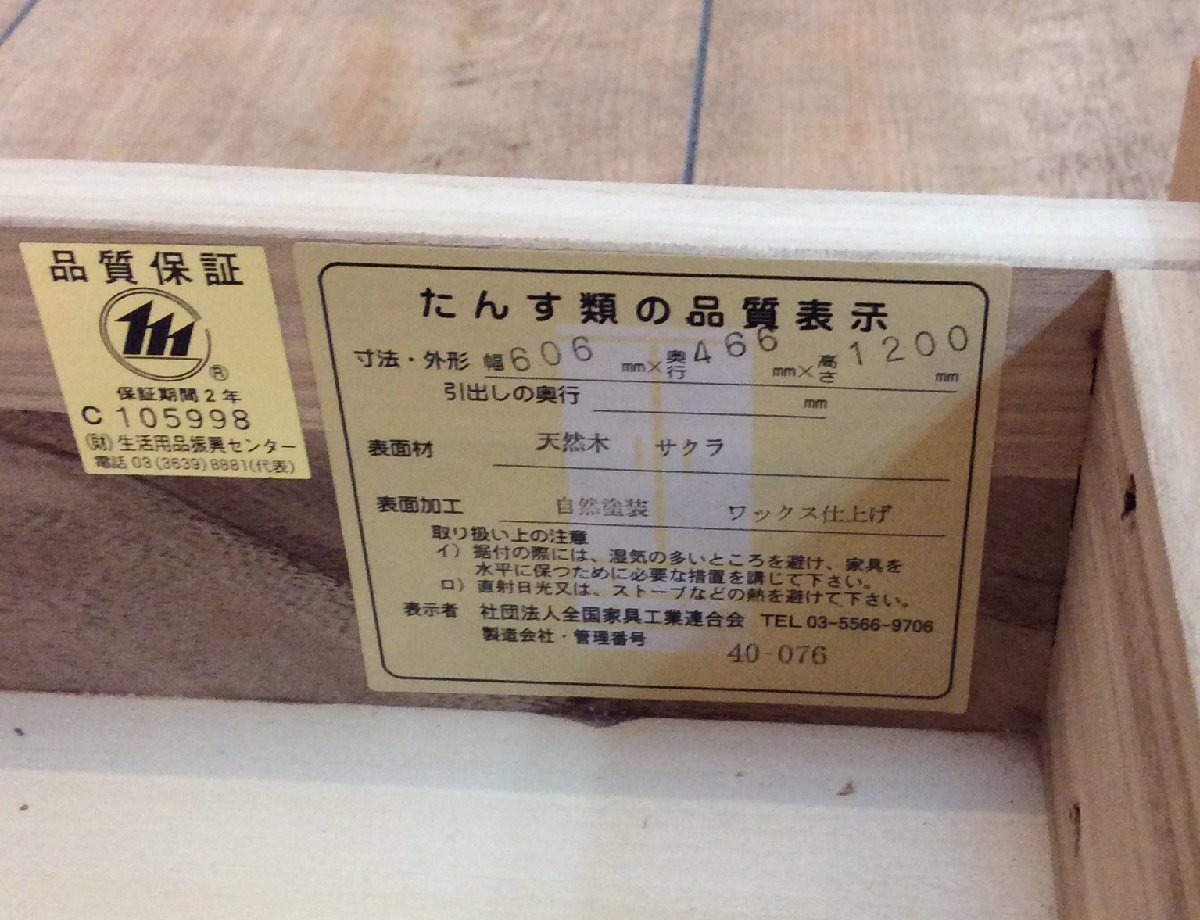 品質保証
®
保証期間2年
C 105998
(財)生活用品振興センター
電話 03(3639)8881(代表)
たんす類の品質表示
寸法・外形 幅606mm×奥行466mm×高さ1200mm
引出しの奥行 mm
表面材 天然木 サクラ
表面加工 自然塗装 ワックス仕上げ
取り扱い上の注意
イ)据付の際には、湿気の多いところを避け、家具を
水平に保つために必要な措置を講じて下さい。
ロ)直射日光又は、ストーブなどの熱を避けて下さい。
表示者 社団法人全国家具工業連合会 TEL 03-5566-9706
製造会社・管理番号 40-076